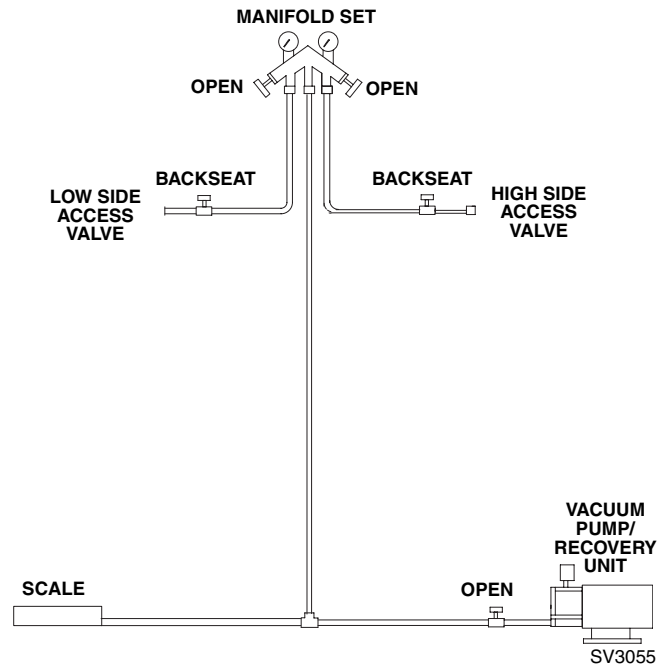 MANIFOLD SET
OPEN
OPEN
BACKSEAT
BACKSEAT
LOW SIDE
ACCESS
VALVE
HIGH SIDE
ACCESS
VALVE
VACUUM
PUMP/
RECOVERY
UNIT
SCALE
OPEN
SV3055